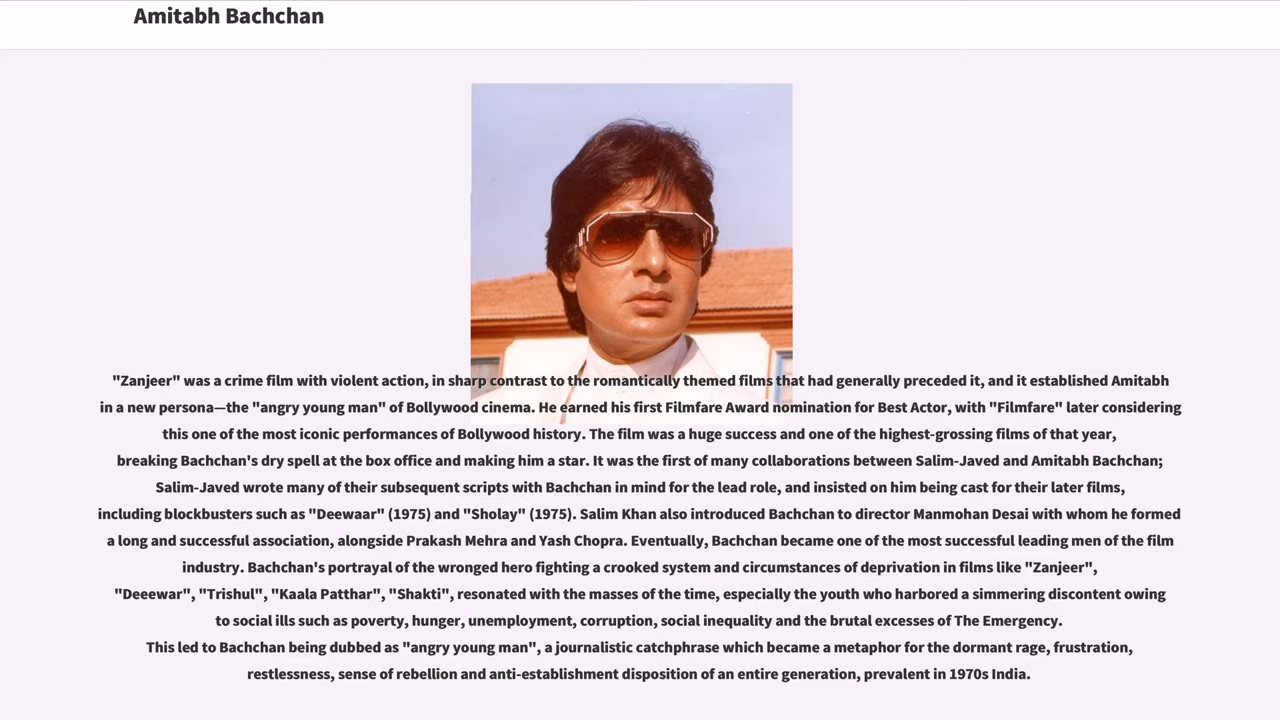 Amitabh Bachchan
"Zanjeer" was a crime film with violent action, in sharp contrast to the romantically themed films that had generally preceded it, and it established Amitabh
in a new persona—the "angry young man" of Bollywood cinema. He earned his first Filmfare Award nomination for Best Actor, with "Filmfare" later considering
this one of the most iconic performances of Bollywood history. The film was a huge success and one of the highest-grossing films of that year,
breaking Bachchan's dry spell at the box office and making him a star. It was the first of many collaborations between Salim-Javed and Amitabh Bachchan;
Salim-Javed wrote many of their subsequent scripts with Bachchan in mind for the lead role, and insisted on him being cast for their later films,
including blockbusters such as "Deewaar" (1975) and "Sholay" (1975). Salim Khan also introduced Bachchan to director Manmohan Desai with whom he formed
a long and successful association, alongside Prakash Mehra and Yash Chopra. Eventually, Bachchan became one of the most successful leading men of the film
industry. Bachchan's portrayal of the wronged hero fighting a crooked system and circumstances of deprivation in films like "Zanjeer",
"Deeewar", "Trishul", "Kaala Patthar", "Shakti", resonated with the masses of the time, especially the youth who harbored a simmering discontent owing
to social ills such as poverty, hunger, unemployment, corruption, social inequality and the brutal excesses of The Emergency.
This led to Bachchan being dubbed as "angry young man", a journalistic catchphrase which became a metaphor for the dormant rage, frustration,
restlessness, sense of rebellion and anti-establishment disposition of an entire generation, prevalent in 1970s India.